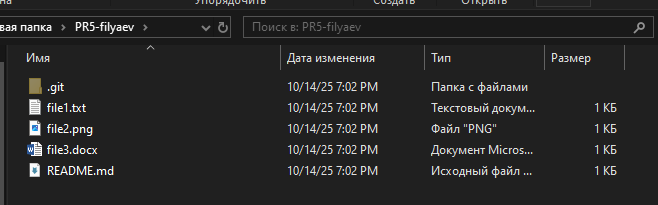 на Упорядочить Создать Открыть
вая папка PR5-filyaev Поиск в: PR5-filyaev
Имя Дата изменения Тип Размер
.git 10/14/25 7:02 PM Папка с файлами
file1.txt 10/14/25 7:02 PM Текстовый докум... 1 КБ
file2.png 10/14/25 7:02 PM Файл "PNG" 1 КБ
file3.docx 10/14/25 7:02 PM Документ Micros... 1 КБ
README.md 10/14/25 7:02 PM Исходный файл ... 1 КБ